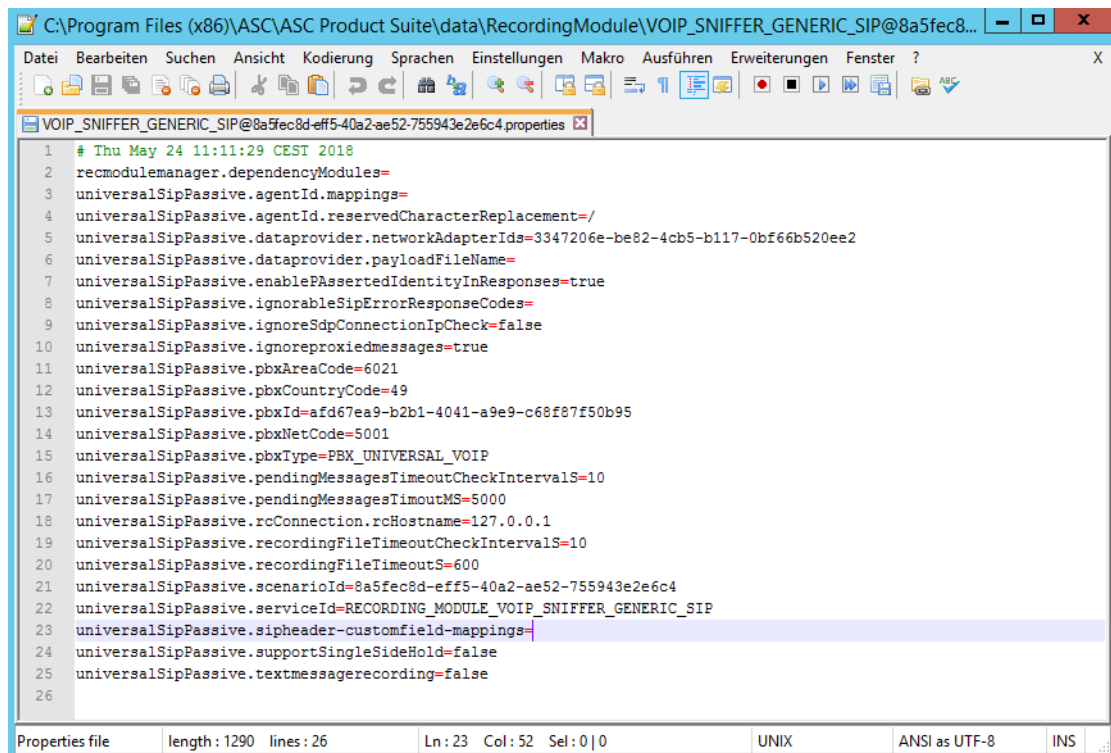 C:\Program Files (x86)\ASC\ASC Product Suite\data\RecordingModule\VOIP_SNIFFER_GENERIC_SIP@8a5fec8...
Datei Bearbeiten Suchen Ansicht Kodierung Sprachen Einstellungen Makro Ausführen Erweiterungen Fenster ? X
VOIP_SNIFFER_GENERIC_SIP@8a5fec8d-eff5-40a2-ae52-755943e2e6c4.properties
1 # Thu May 24 11:11:29 CEST 2018
2 recmodulemanager.dependencyModules=
3 universalSipPassive.agentId.mappings=
4 universalSipPassive.agentId.reservedCharacterReplacement=/
5 universalSipPassive.dataprovider.networkAdapterIds=3347206e-be82-4cb5-b117-0bf66b520ee2
6 universalSipPassive.dataprovider.payloadFileName=
7 universalSipPassive.enablePAssertedIdentityInResponses=true
8 universalSipPassive.ignorableSipErrorResponseCodes=
9 universalSipPassive.ignoreSdpConnectionIpCheck=false
10 universalSipPassive.ignoreproxiedmessages=true
11 universalSipPassive.pbxAreaCode=6021
12 universalSipPassive.pbxCountryCode=49
13 universalSipPassive.pbxId=afd67ea9-b2b1-4041-a9e9-c68f87f50b95
14 universalSipPassive.pbxNetCode=5001
15 universalSipPassive.pbxType=PBX_UNIVERSAL_VOIP
16 universalSipPassive.pendingMessagesTimeoutCheckIntervalS=10
17 universalSipPassive.pendingMessagesTimoutMS=5000
18 universalSipPassive.rcConnection.rcHostname=127.0.0.1
19 universalSipPassive.recordingFileTimeoutCheckIntervalS=10
20 universalSipPassive.recordingFileTimeoutS=600
21 universalSipPassive.scenarioId=8a5fec8d-eff5-40a2-ae52-755943e2e6c4
22 universalSipPassive.serviceId=RECORDING_MODULE_VOIP_SNIFFER_GENERIC_SIP
23 universalSipPassive.sipheader-customfield-mappings=
24 universalSipPassive.supportSingleSideHold=false
25 universalSipPassive.textmessagerecording=false
26
Properties file length : 1290 lines : 26 Ln : 23 Col : 52 Sel : 0 | 0 UNIX ANSI as UTF-8 INS